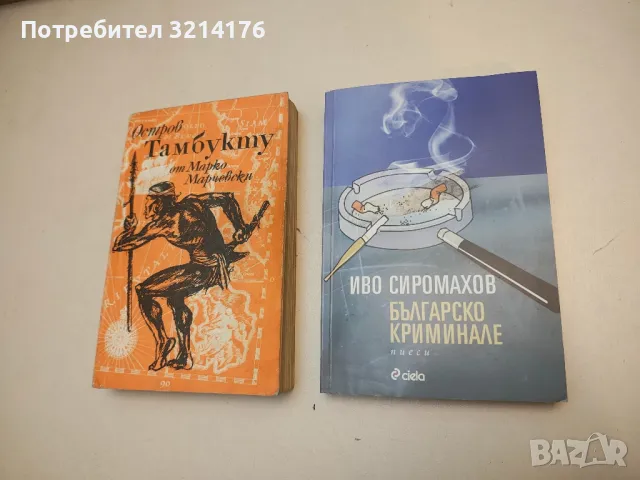 Потребител 3214176
Остров
Тамбукту
от Марко
Марчевски
ИВО СИРОМАХОВ
БЪЛГАРСКО
КРИМИНАЛЕ
пиеси
ciela
BAZAR